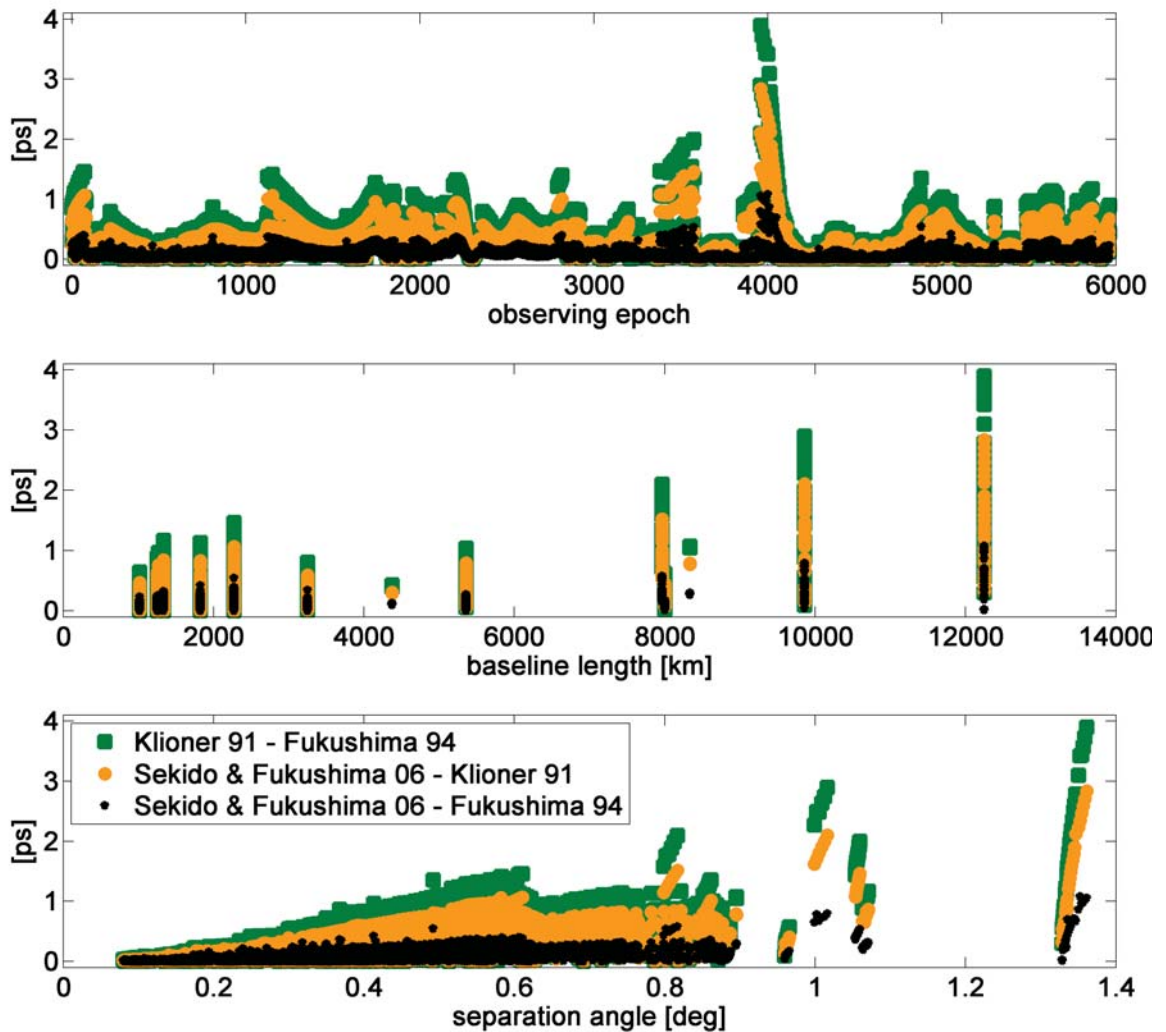 4
3
2
1
0
[ps]
0 1000 2000 3000 4000 5000 6000
observing epoch
4
3
2
1
0
[ps]
0 2000 4000 6000 8000 10000 12000 14000
baseline length [km]
4
3
2
1
0
[ps]
Klioner 91 - Fukushima 94
Sekido & Fukushima 06 - Klioner 91
Sekido & Fukushima 06 - Fukushima 94
0 0.2 0.4 0.6 0.8 1 1.2 1.4
separation angle [deg]